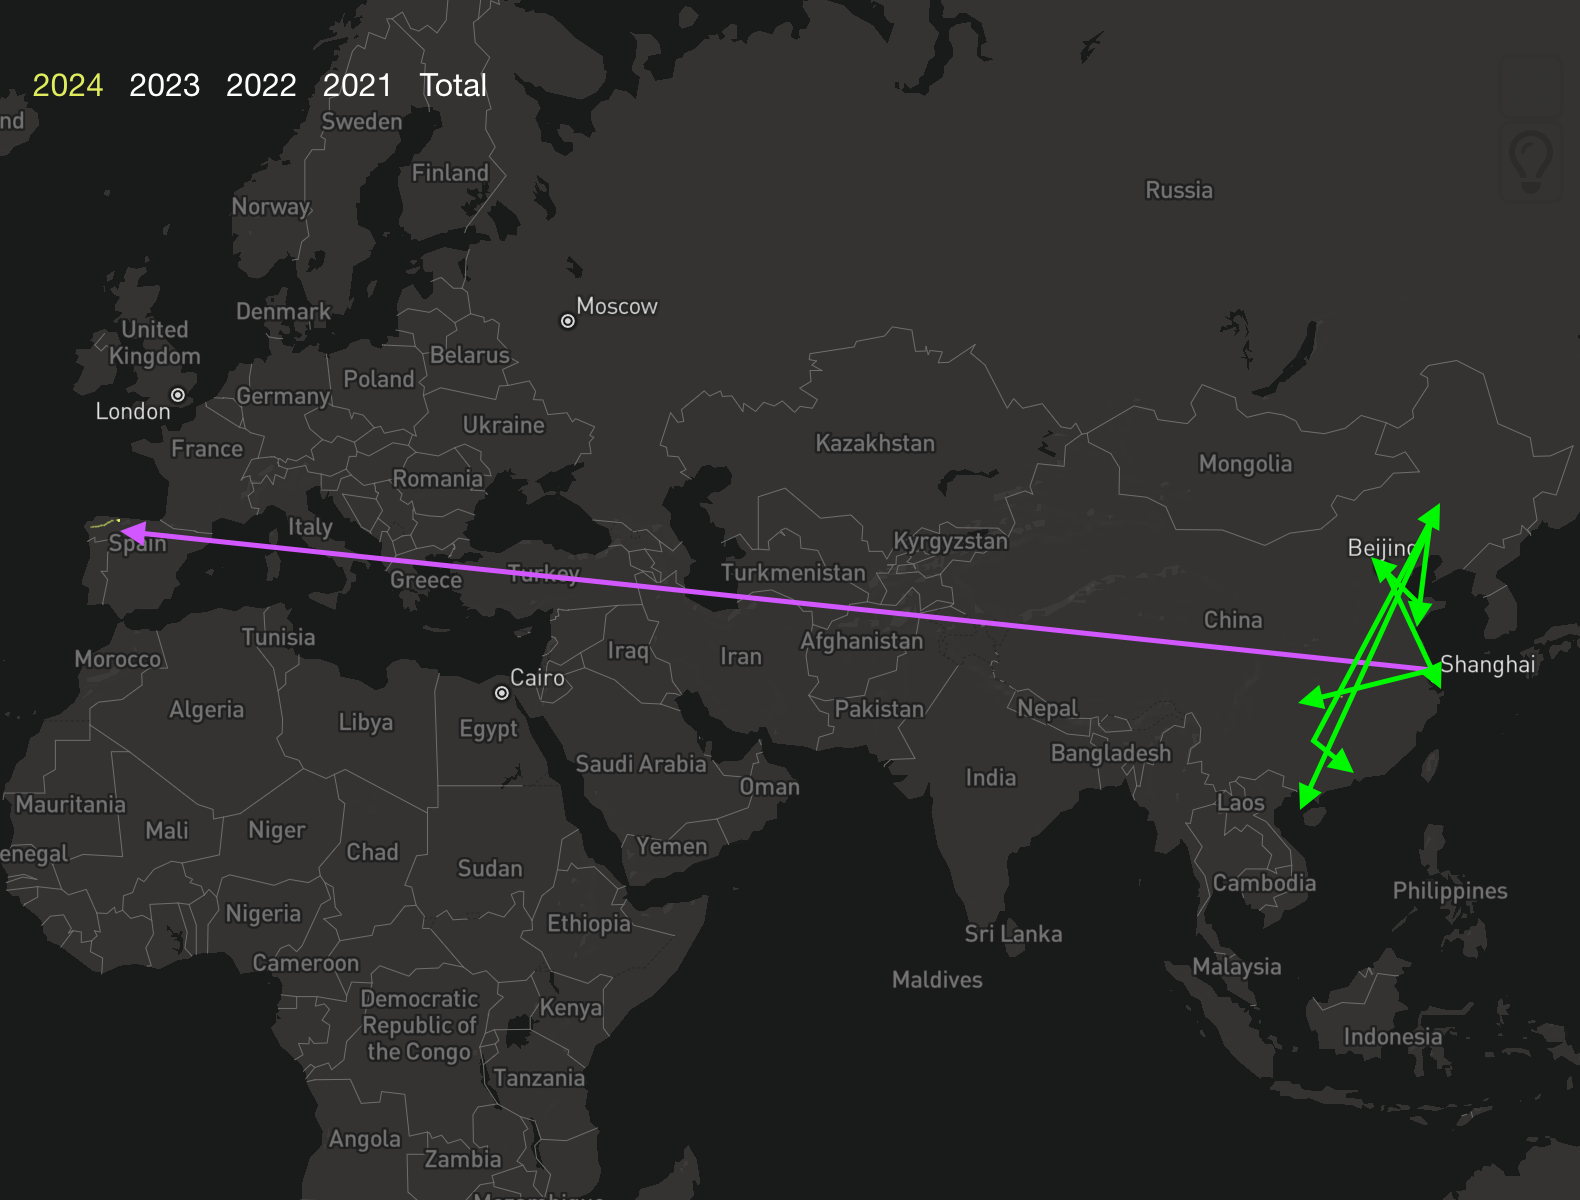 2024 2023 2022 2021 Total
nd
Sweden
Finland
Russia
Norway
Moscow
Denmark
United
Kingdom
Belarus
Poland
Germany
London
Ukraine
France
Kazakhstan
Mongolia
Romania
Italy
Spain
Kyrgyzstan
Beijing
Greece
Turkey
Turkmenistan
China
Tunisia
Afghanistan
Iraq
Iran
Morocco
Shanghai
Cairo
Algeria
Libya
Egypt
Pakistan
Nepal
Bangladesh
Saudi Arabia
India
Oman
Mauritania
Mali
Niger
Laos
enegal
Chad
Yemen
Sudan
Cambodia
Philippines
Nigeria
Ethiopia
Sri Lanka
Cameroon
Malaysia
Maldives
Democratic
Republic of
the Congo
Kenya
Indonesia
Tanzania
Angola
Zambia
Mozambique